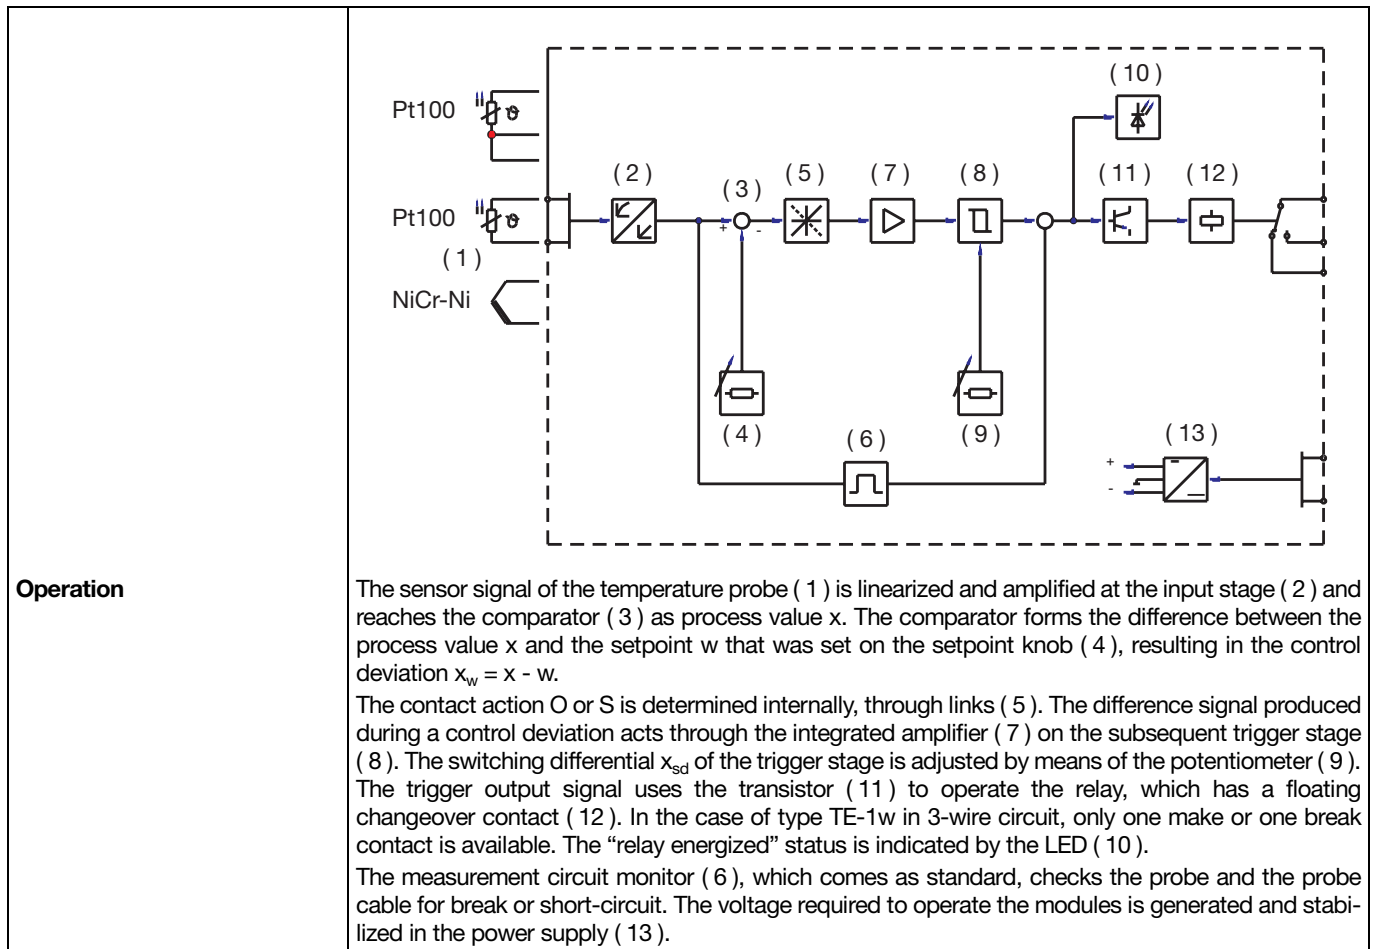 ( 10 )
Pt100 ϑ
( 2 ) ( 3 ) ( 5 ) ( 7 ) ( 8 ) ( 11 ) ( 12 )
Pt100 ϑ
+ -
( 1 )
NiCr-Ni
( 4 ) ( 6 ) ( 9 ) ( 13 )
+
-
Operation
The sensor signal of the temperature probe ( 1 ) is linearized and amplified at the input stage ( 2 ) and
reaches the comparator ( 3 ) as process value x. The comparator forms the difference between the
process value x and the setpoint w that was set on the setpoint knob ( 4 ), resulting in the control
deviation xw = x - w.
The contact action O or S is determined internally, through links ( 5 ). The difference signal produced
during a control deviation acts through the integrated amplifier ( 7 ) on the subsequent trigger stage
( 8 ). The switching differential xsd of the trigger stage is adjusted by means of the potentiometer ( 9 ).
The trigger output signal uses the transistor ( 11 ) to operate the relay, which has a floating
changeover contact ( 12 ). In the case of type TE-1w in 3-wire circuit, only one make or one break
contact is available. The “relay energized” status is indicated by the LED ( 10 ).
The measurement circuit monitor ( 6 ), which comes as standard, checks the probe and the probe
cable for break or short-circuit. The voltage required to operate the modules is generated and stabi-
lized in the power supply ( 13 ).